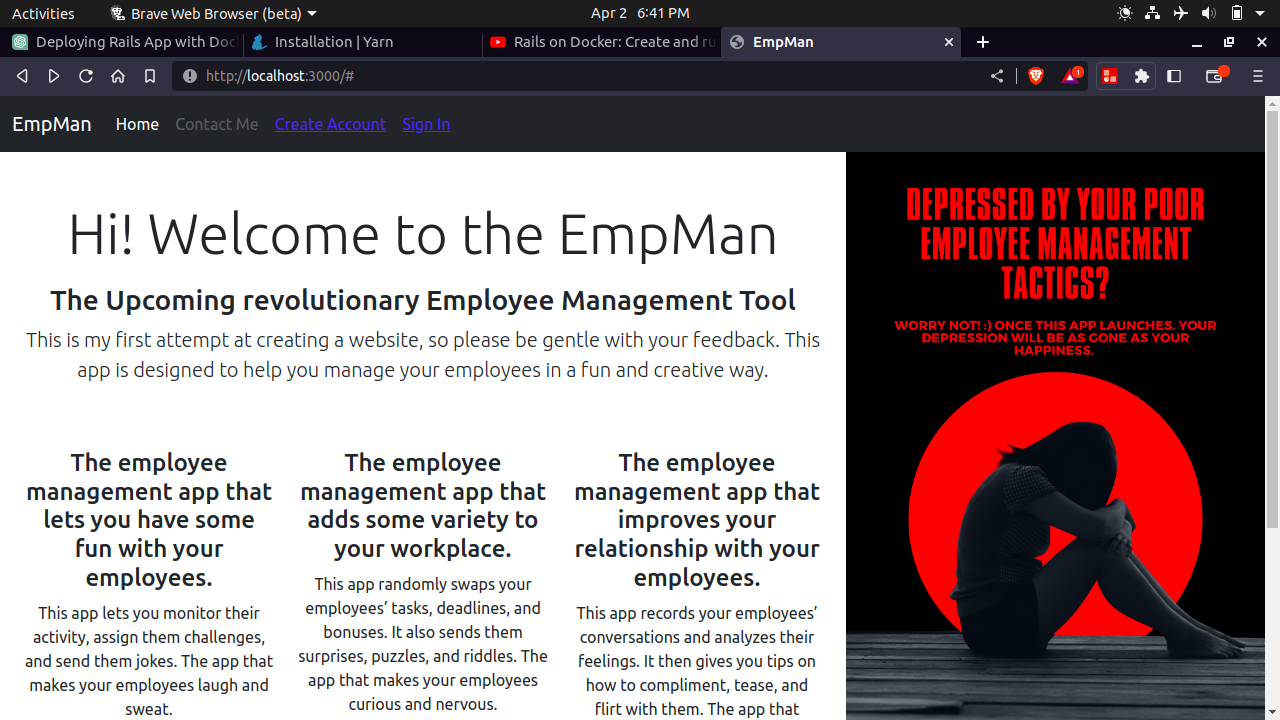 Activities
Brave Web Browser (beta)
Apr 2 6:41 PM
Deploying Rails App with Doc
Installation | Yarn
Rails on Docker: Create and ru
EmpMan
http://localhost:3000/#
1
EmpMan
Home
Contact Me
Create Account
Sign In
Hi! Welcome to the EmpMan
The Upcoming revolutionary Employee Management Tool
This is my first attempt at creating a website, so please be gentle with your feedback. This
app is designed to help you manage your employees in a fun and creative way.
The employee
management app that
lets you have some
fun with your
employees.
This app lets you monitor their
activity, assign them challenges,
and send them jokes. The app that
makes your employees laugh and
sweat.
The employee
management app that
adds some variety to
your workplace.
This app randomly swaps your
employees’ tasks, deadlines, and
bonuses. It also sends them
surprises, puzzles, and riddles. The
app that makes your employees
curious and nervous.
The employee
management app that
improves your
relationship with your
employees.
This app records your employees’
conversations and analyzes their
feelings. It then gives you tips on
how to compliment, tease, and
flirt with them. The app that
DEPRESSED BY YOUR POOR
EMPLOYEE MANAGEMENT
TACTICS?
WORRY NOT! :) ONCE THIS APP LAUNCHES. YOUR
DEPRESSION WILL BE AS GONE AS YOUR
HAPPINESS.